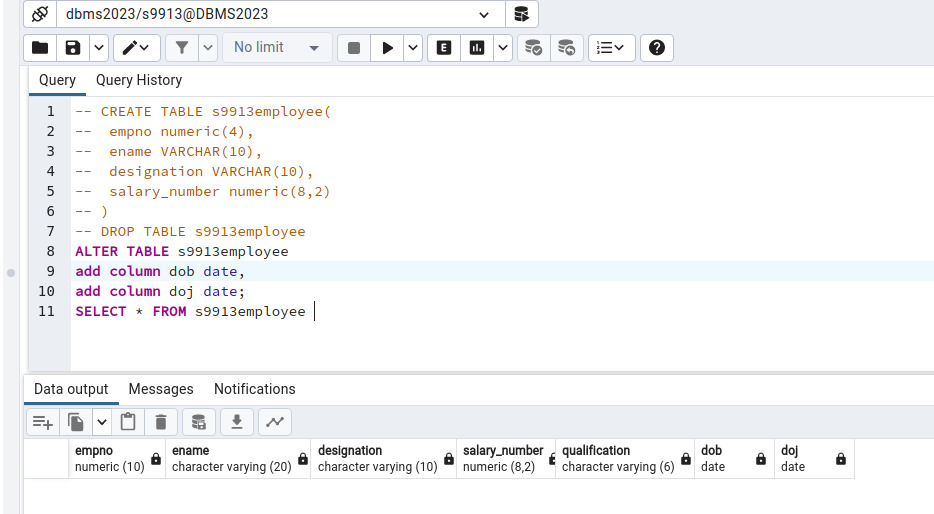 dbms2023/s9913@DBMS2023
No limit
E
Query Query History
1 -- CREATE TABLE s9913employee(
2 -- empno numeric(4),
3 -- ename VARCHAR(10),
4 -- designation VARCHAR(10),
5 -- salary_number numeric(8,2)
6 -- )
7 -- DROP TABLE s9913employee
8 ALTER TABLE s9913employee
9 add column dob date,
10 add column doj date;
11 SELECT * FROM s9913employee
Data output Messages Notifications
empno ename designation salary_number qualification dob doj
numeric (10) character varying (20) character varying (10) numeric (8,2) character varying (6) date date